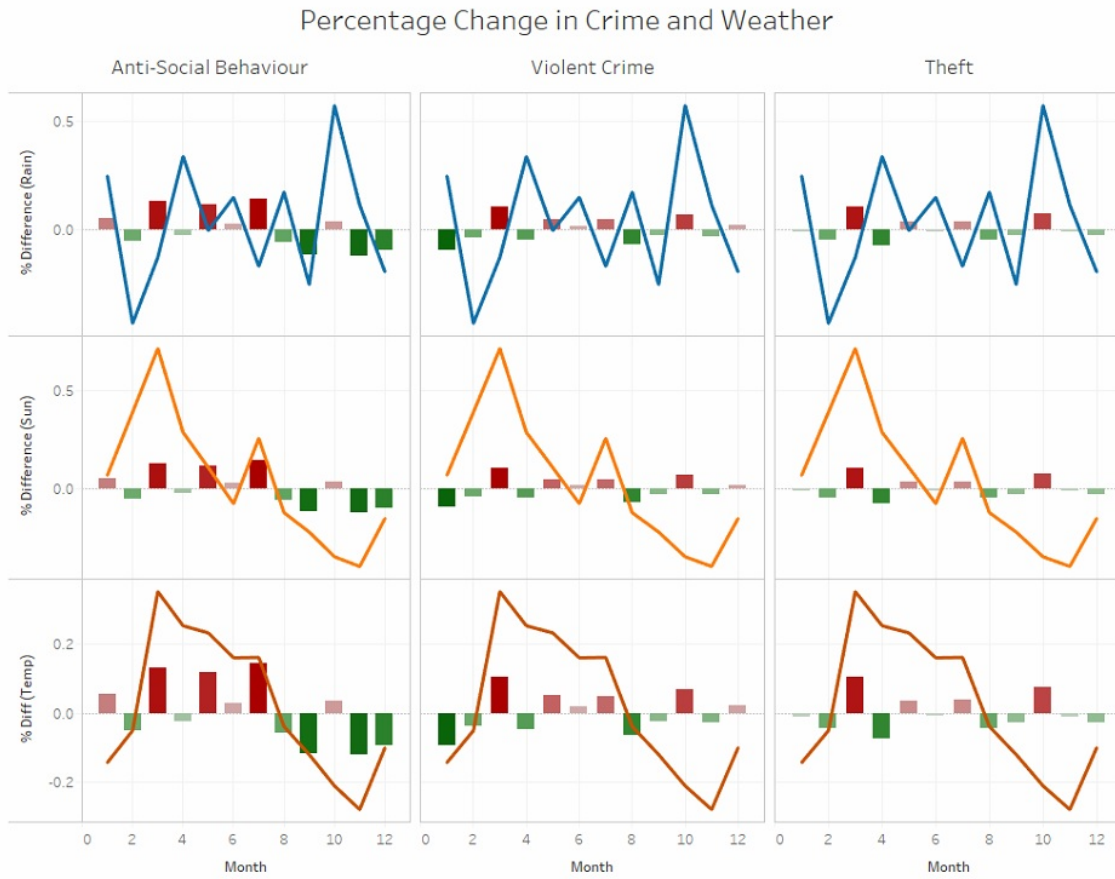 Percentage Change in Crime and Weather
Anti-Social Behaviour Violent Crime Theft
% Difference (Rain)
0.5
0.0
% Difference (Sun)
0.5
0.0
% Diff (Temp)
0.2
0.0
-0.2
0 2 4 6 8 10 12 0 2 4 6 8 10 12 0 2 4 6 8 10 12
Month Month Month